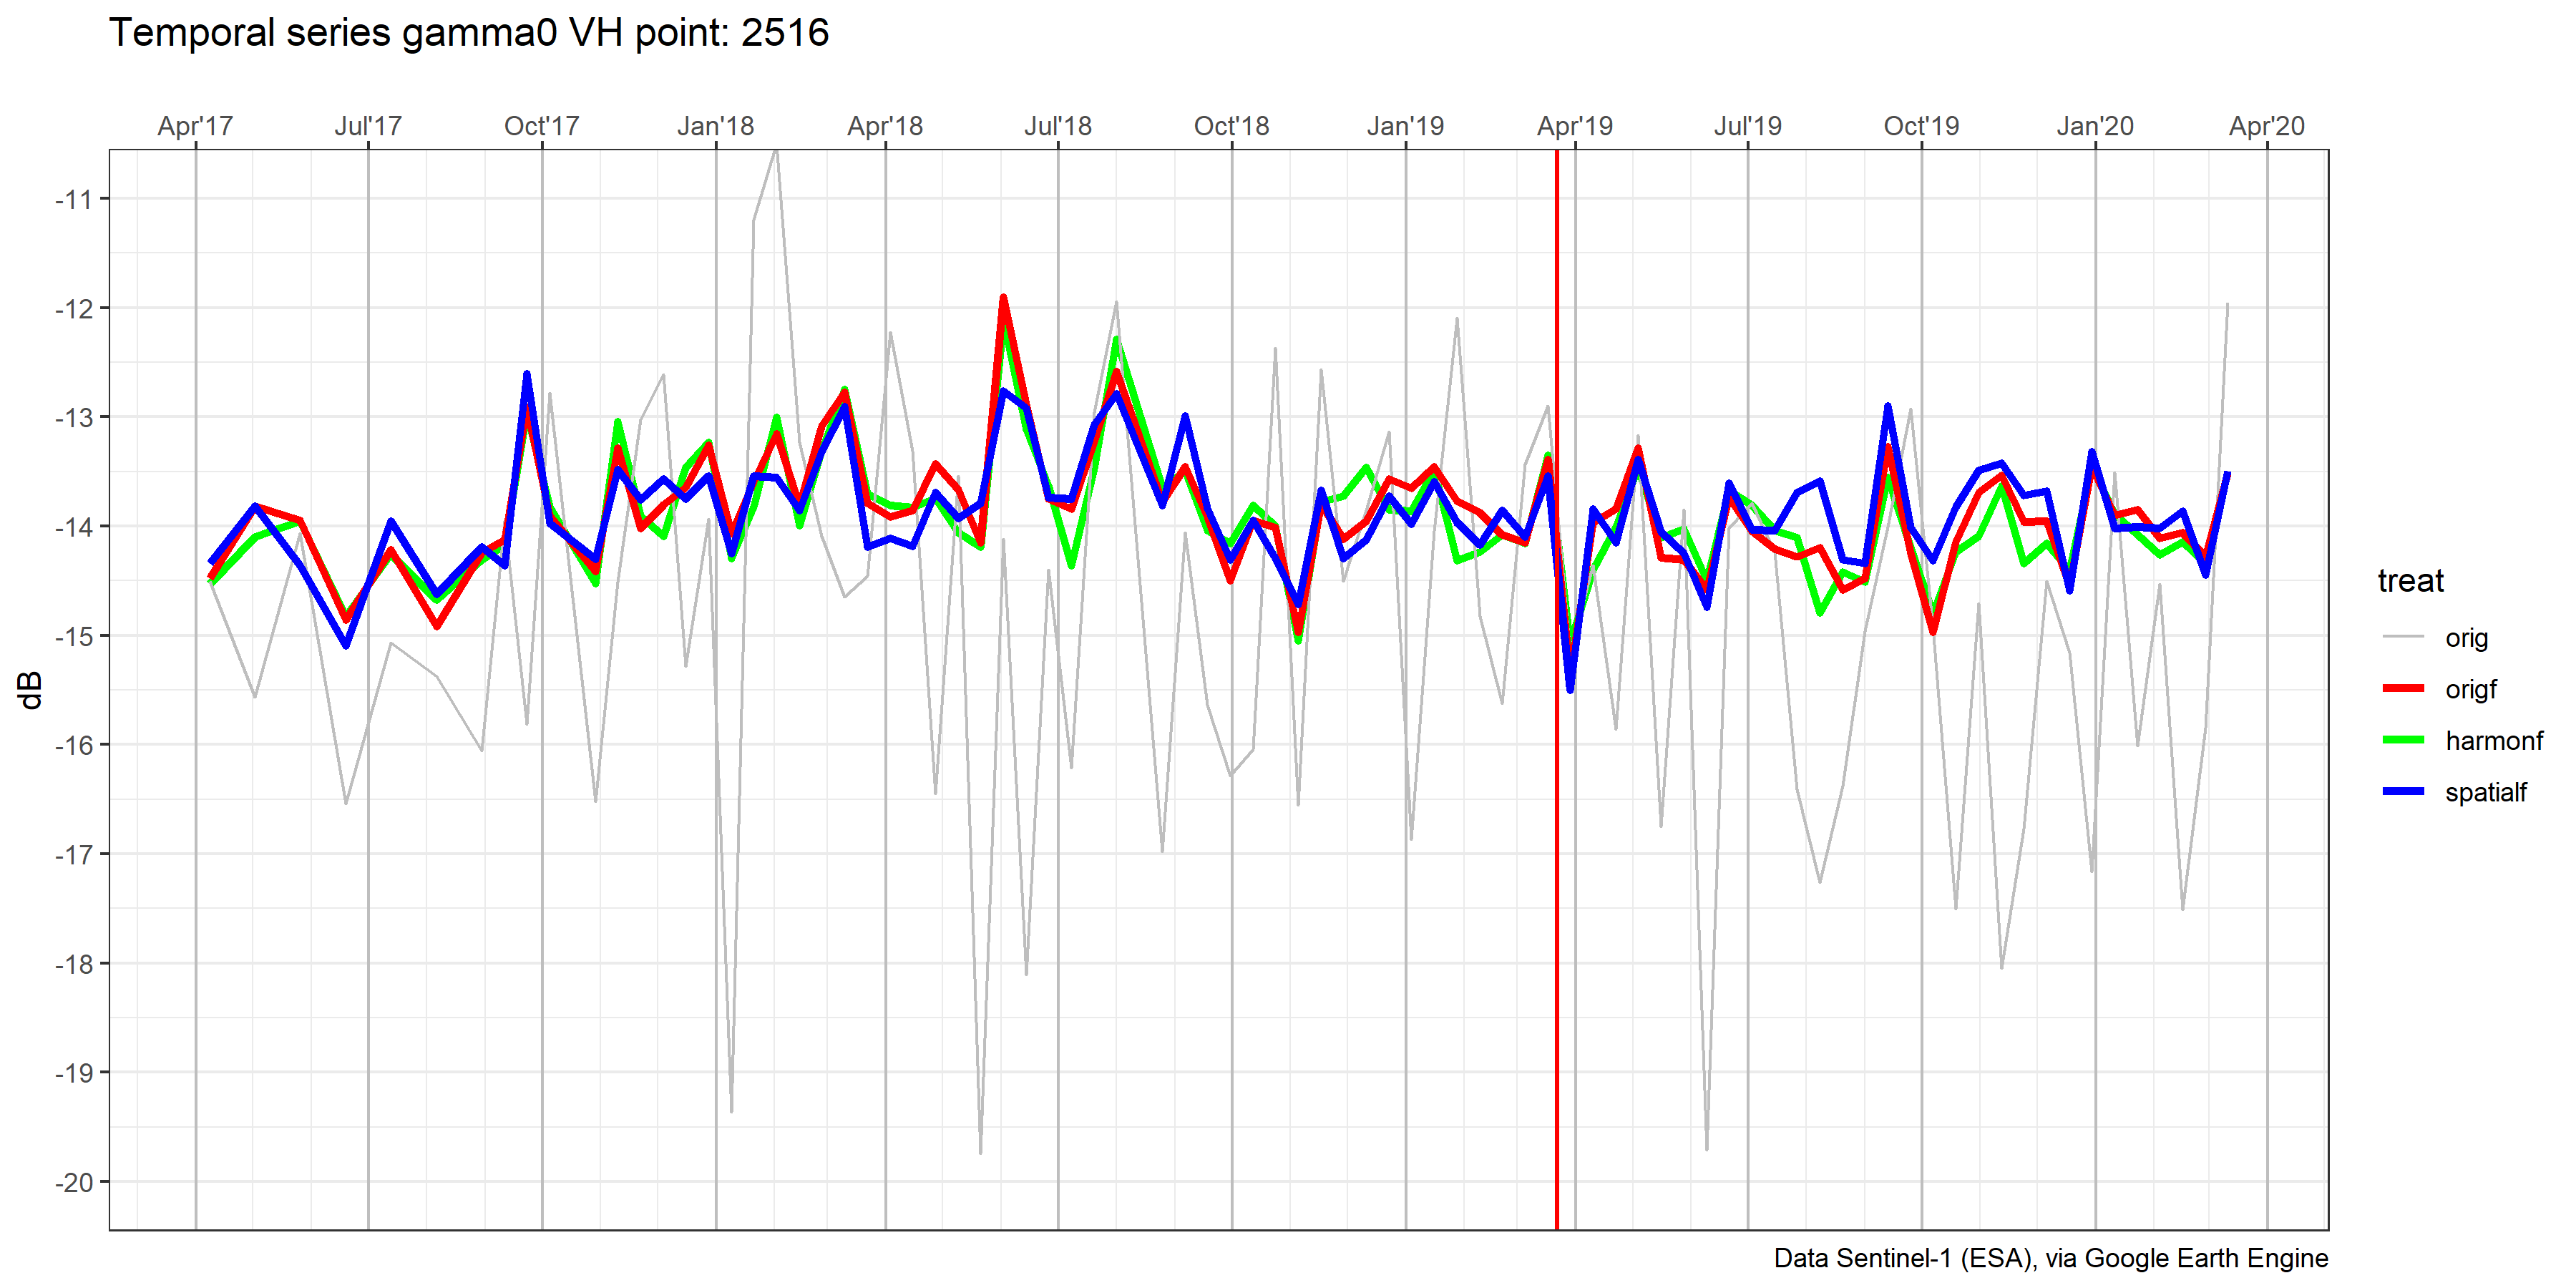 Temporal series gamma0 VH point: 2516
Apr'17 Jul'17 Oct'17 Jan'18 Apr'18 Jul'18 Oct'18 Jan'19 Apr'19 Jul'19 Oct'19 Jan'20 Apr'20
-11
-12
-13
-14
-15
-16
-17
-18
-19
-20
dB
treat
orig
origf
harmonf
spatialf
Data Sentinel-1 (ESA), via Google Earth Engine